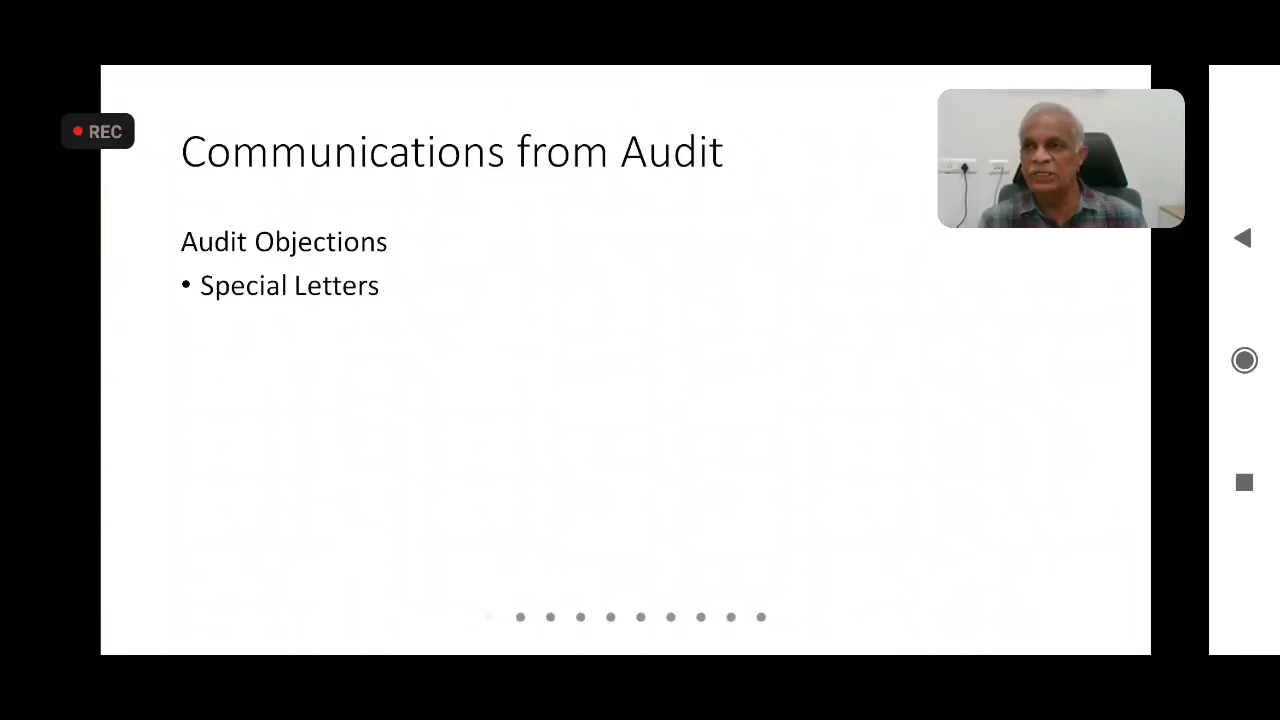 REC
Communications from Audit
Audit Objections
• Special Letters